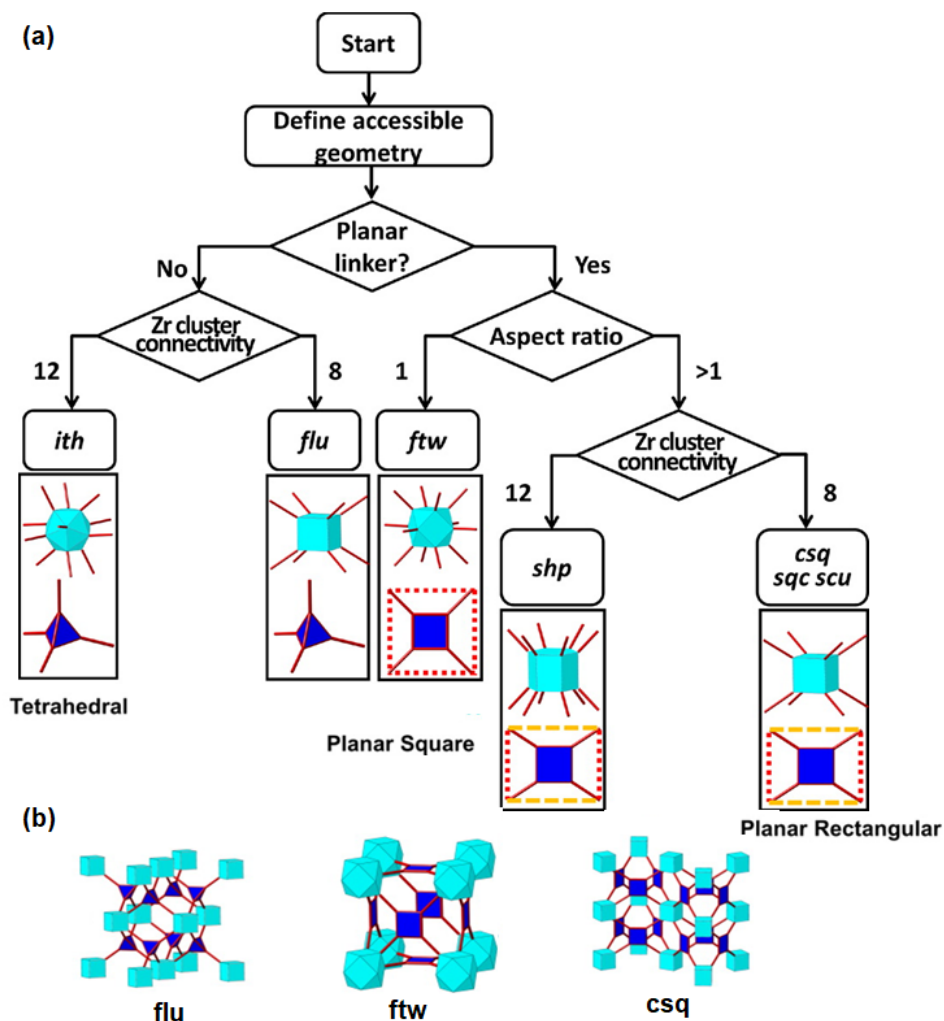 (a)
Start
Define accessible
geometry
Planar
linker?
No
Yes
Zr cluster
connectivity
Aspect ratio
12
8
1
>1
ith
flu
ftw
Zr cluster
connectivity
12
8
shp
csq
sqc scu
Tetrahedral
Planar Square
Planar Rectangular
(b)
flu
ftw
csq